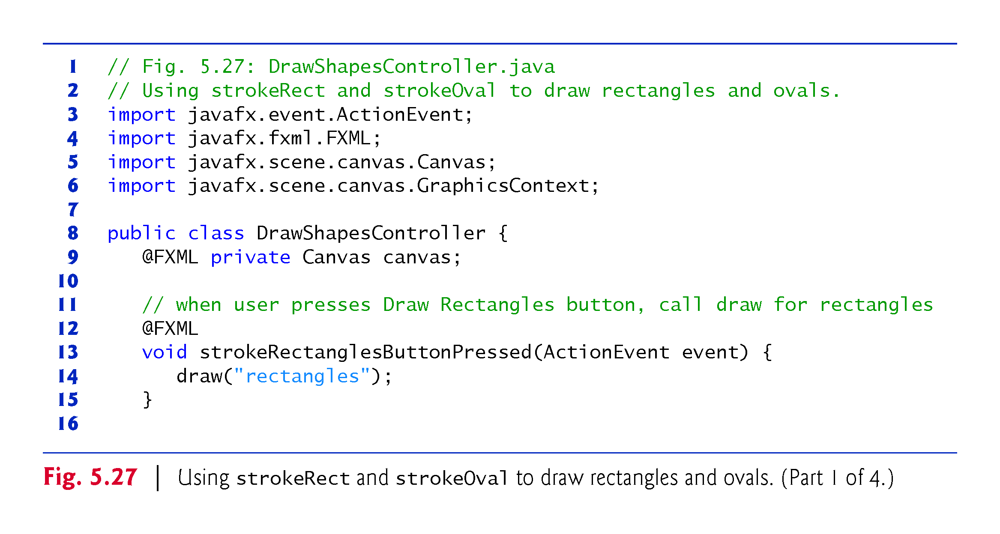 1 // Fig. 5.27: DrawShapesController.java
2 // Using strokeRect and strokeOval to draw rectangles and ovals.
3 import javafx.event.ActionEvent;
4 import javafx.fxml.FXML;
5 import javafx.scene.canvas.Canvas;
6 import javafx.scene.canvas.GraphicsContext;
7
8 public class DrawShapesController {
9    @FXML private Canvas canvas;
10
11    // when user presses Draw Rectangles button, call draw for rectangles
12    @FXML
13    void strokeRectanglesButtonPressed(ActionEvent event) {
14       draw("rectangles");
15    }
16
Fig. 5.27 | Using strokeRect and strokeOval to draw rectangles and ovals. (Part 1 of 4.)